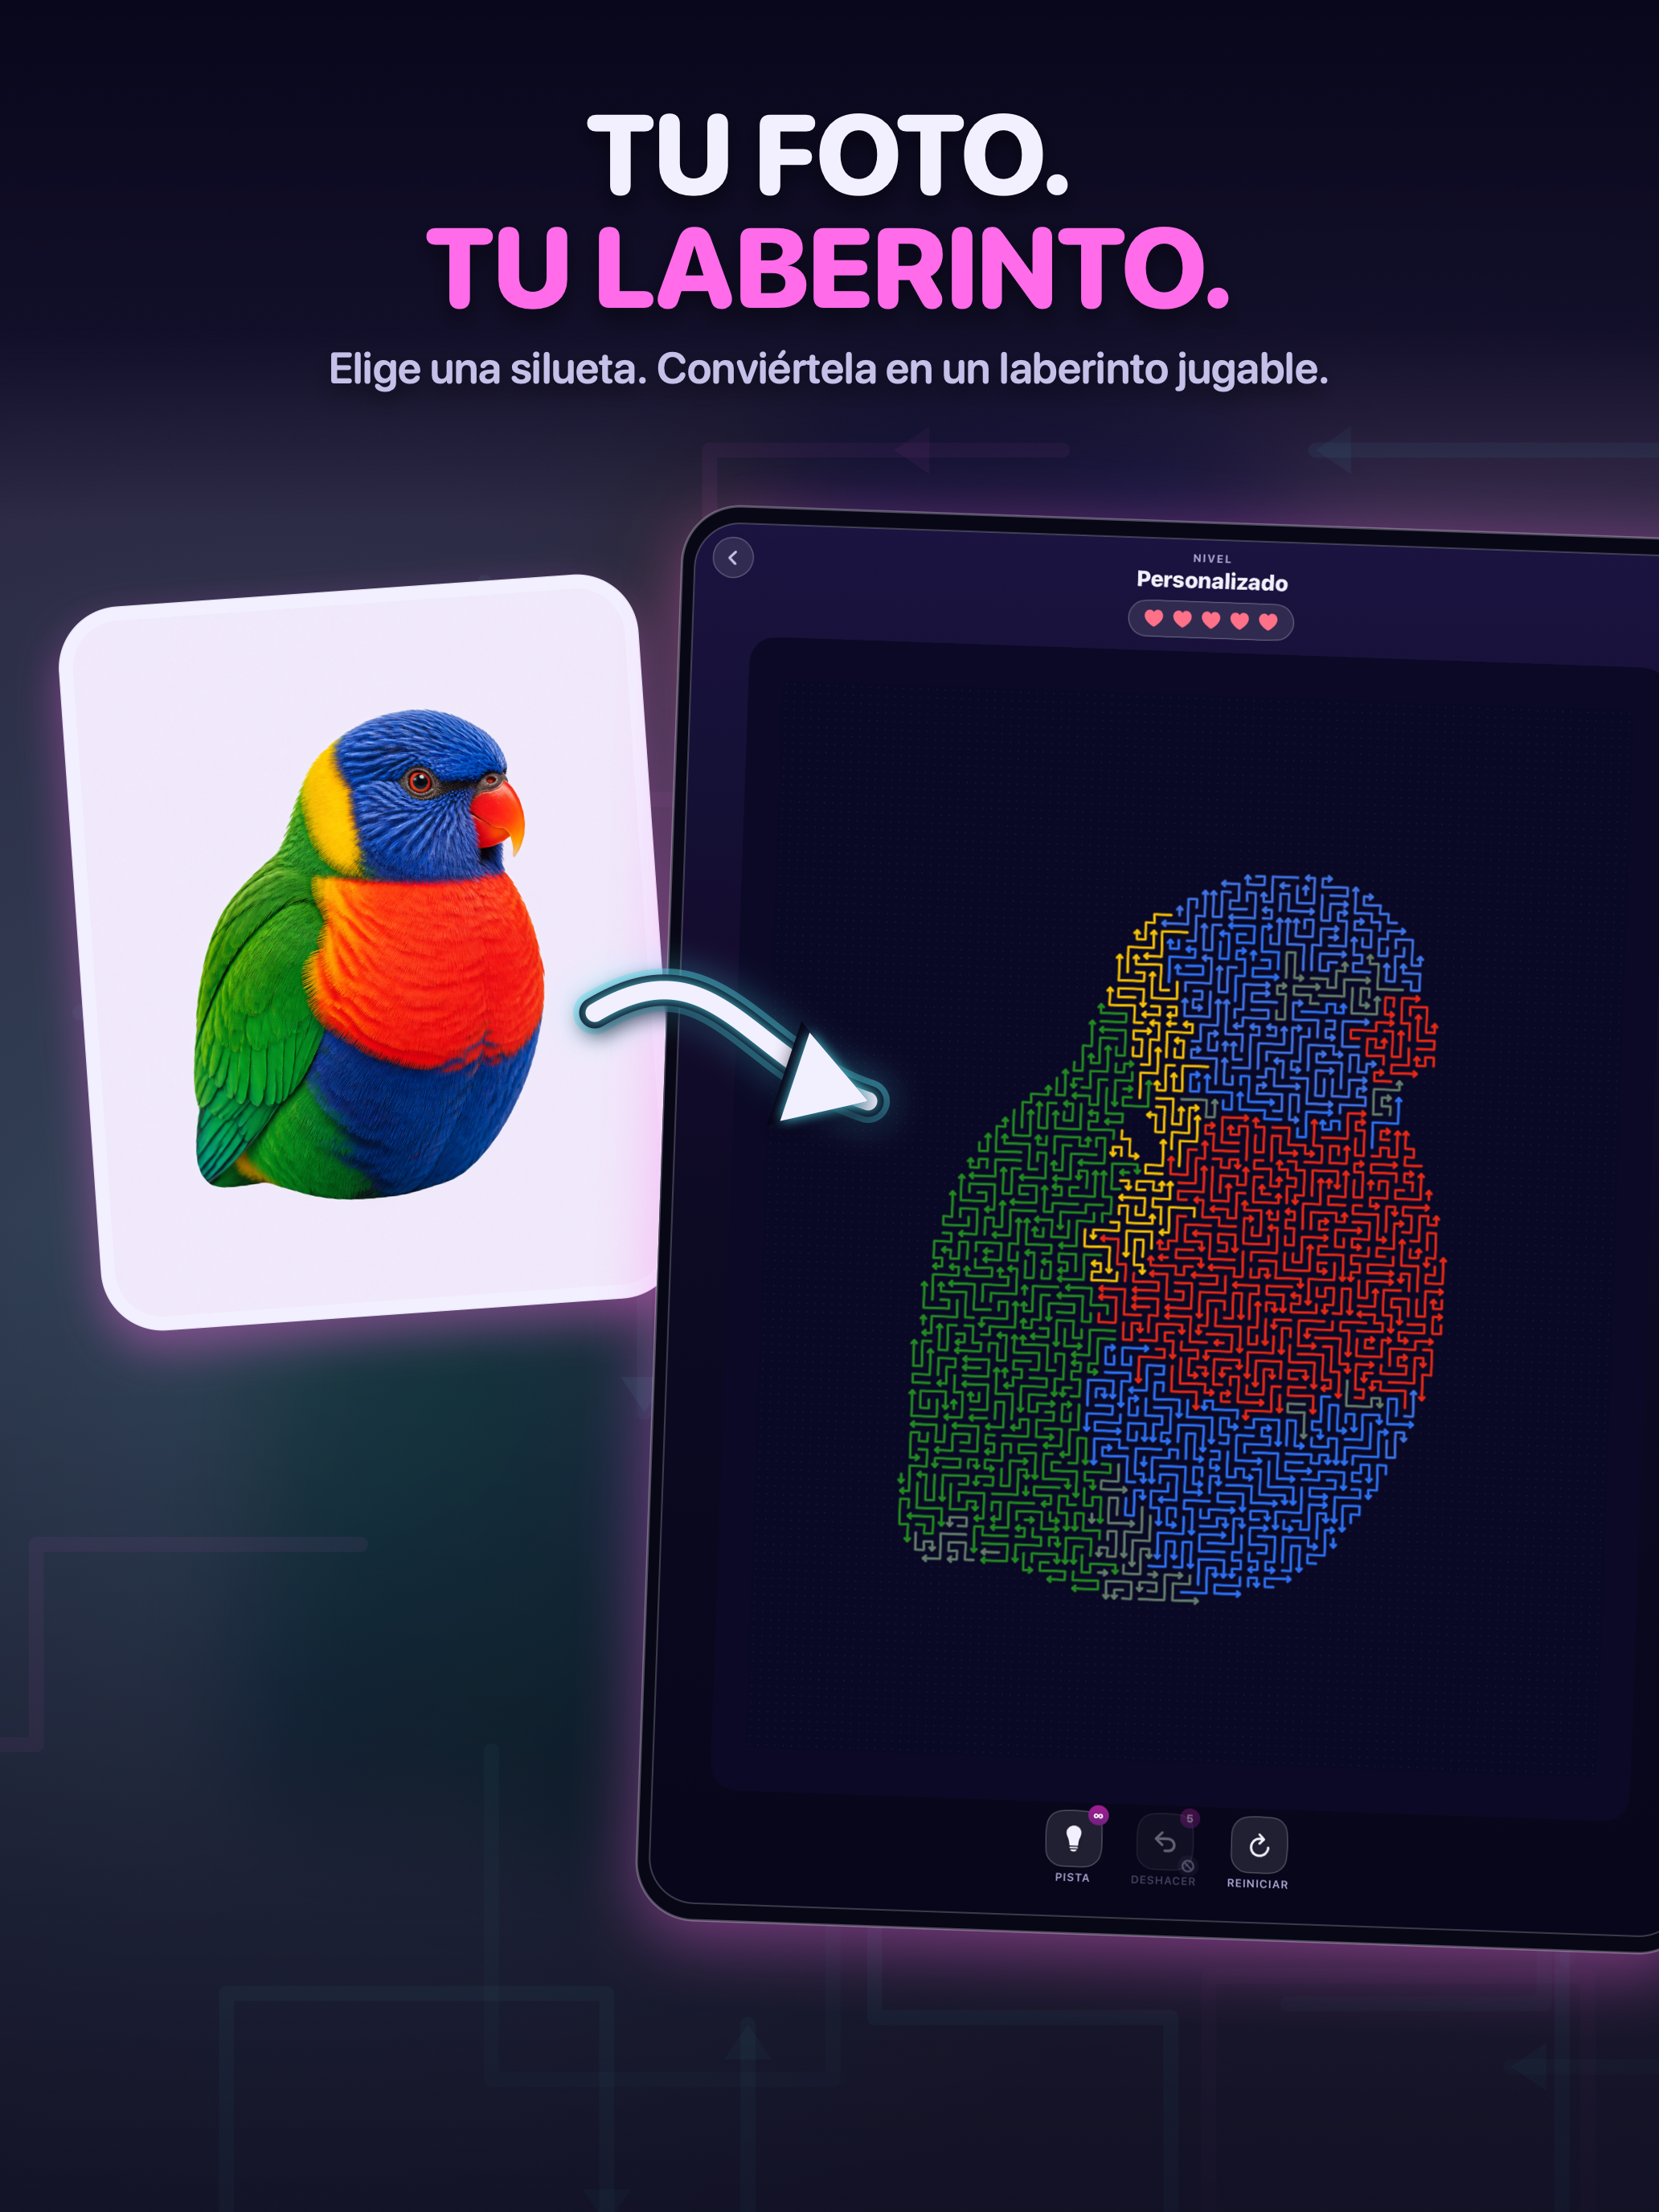 TU FOTO.
TU LABERINTO.
Elige una silueta. Conviértela en un laberinto jugable.
NIVEL
Personalizado
∞
5
PISTA
DESHACER
REINICIAR